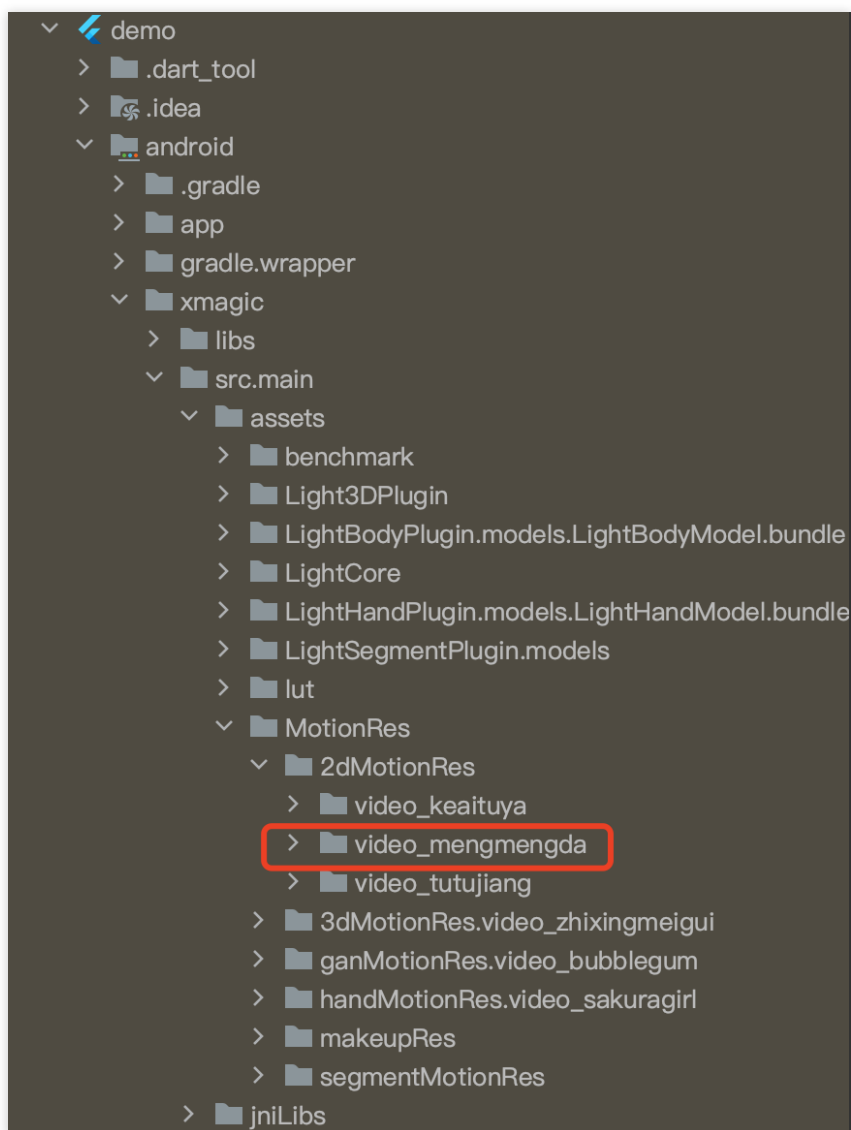 demo
.dart_tool
.idea
android
.gradle
app
gradle.wrapper
xmagic
libs
src.main
assets
benchmark
Light3DPlugin
LightBodyPlugin.models.LightBodyModel.bundle
LightCore
LightHandPlugin.models.LightHandModel.bundle
LightSegmentPlugin.models
lut
MotionRes
2dMotionRes
video_keaituya
video_mengmengda
video_tutujiang
3dMotionRes.video_zhixingmeigui
ganMotionRes.video_bubblegum
handMotionRes.video_sakuragirl
makeupRes
segmentMotionRes
jniLibs